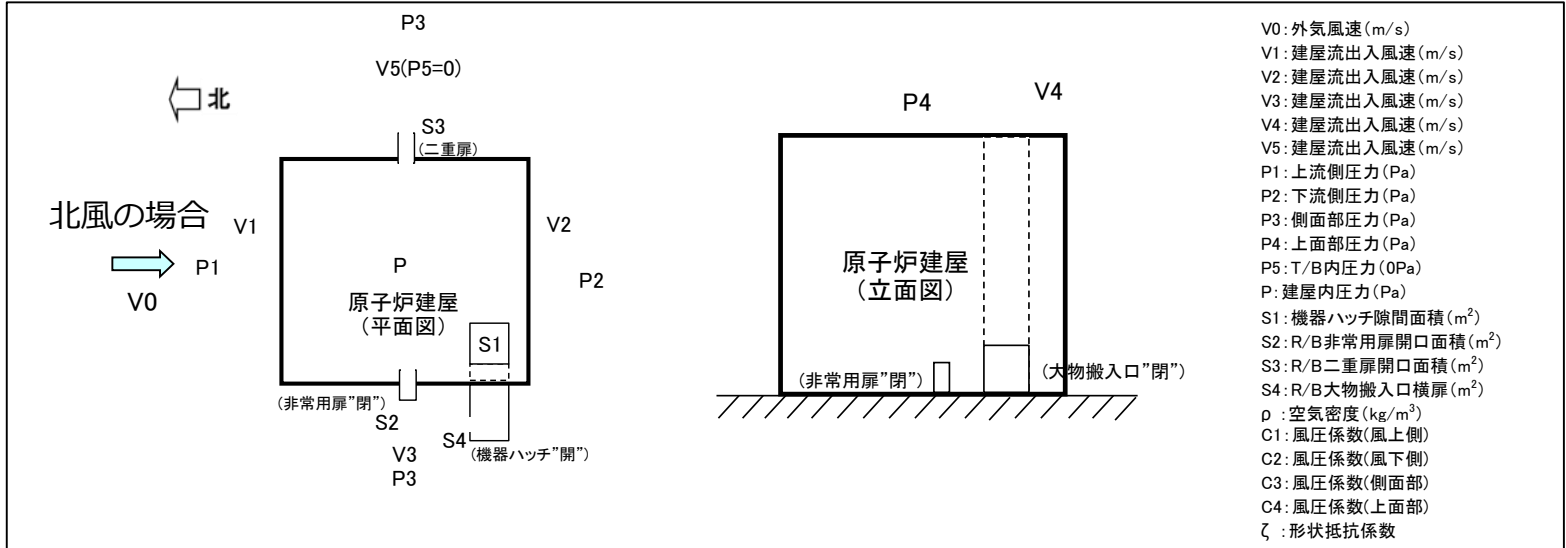 P3
V5(P5=0)
北
S3
(二重扉)
北風の場合
V0
P1
V1
V2
P2
P
原子炉建屋
(平面図)
S1
(非常用扉”閉”)
S2
S4
(機器ハッチ”開”)
V3
P3
P4
V4
原子炉建屋
(立面図)
(非常用扉”閉”)
(大物搬入口”閉”)
V0:外気風速(m/s)
V1:建屋流出入風速(m/s)
V2:建屋流出入風速(m/s)
V3:建屋流出入風速(m/s)
V4:建屋流出入風速(m/s)
V5:建屋流出入風速(m/s)
P1:上流側圧力(Pa)
P2:下流側圧力(Pa)
P3:側面部圧力(Pa)
P4:上面部圧力(Pa)
P5:T/B内圧力(0Pa)
P:建屋内圧力(Pa)
S1:機器ハッチ隙間面積(m²)
S2:R/B非常用扉開口面積(m²)
S3:R/B二重扉開口面積(m²)
S4:R/B大物搬入口横扉(m²)
ρ :空気密度(kg/m³)
C1:風圧係数(風上側)
C2:風圧係数(風下側)
C3:風圧係数(側面部)
C4:風圧係数(上面部)
ζ :形状抵抗係数